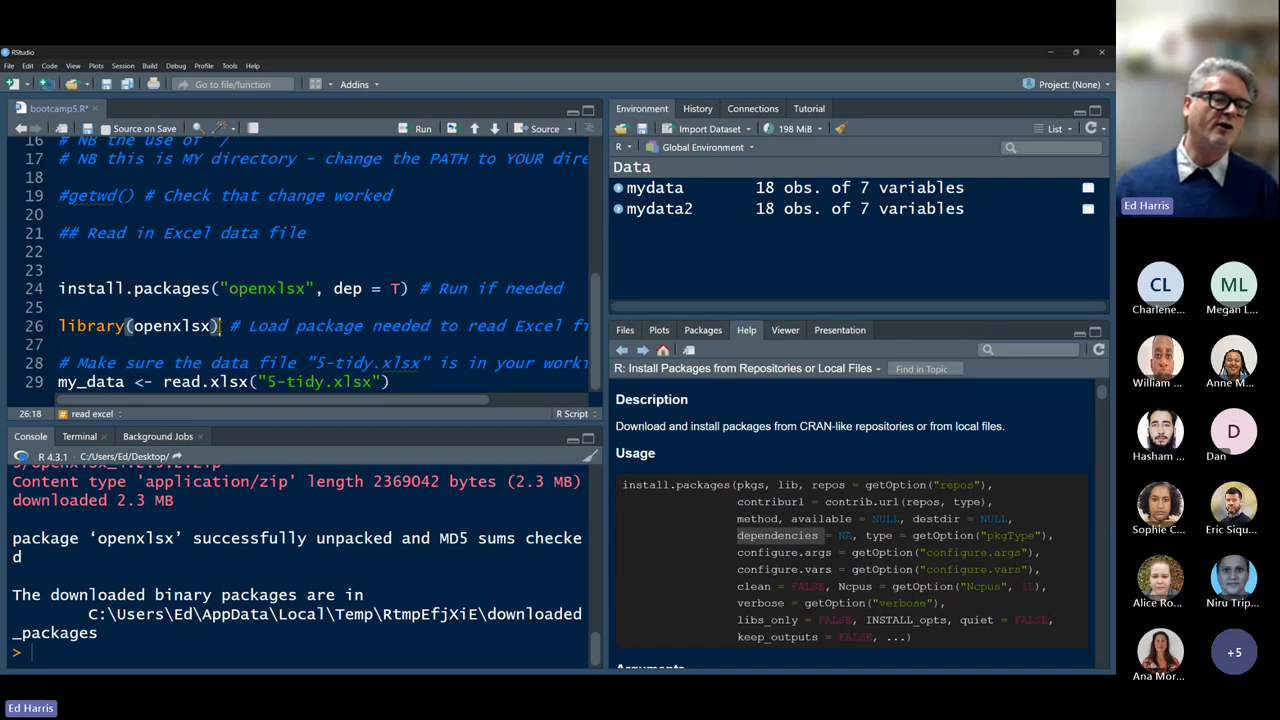 RStudio
File Edit Code View Plots Session Build Debug Profile Tools Help
Go to file/function
Addins
Project: (None)
bootcamp5.R*
Source on Save
Run
Source
16 # NB the use of "/"
17 # NB this is MY directory - change the PATH to YOUR dire
18
19 #getwd() # Check that change worked
20
21 ## Read in Excel data file
22
23
24 install.packages("openxlsx", dep = T) # Run if needed
25
26 library(openxlsx) # Load package needed to read Excel fi
27
28 # Make sure the data file "5-tidy.xlsx" is in your worki
29 my_data <- read.xlsx("5-tidy.xlsx")
26:18 # read excel R Script
Console Terminal Background Jobs
R 4.3.1 · C:/Users/Ed/Desktop/
Content type 'application/zip' length 2369042 bytes (2.3 MB)
downloaded 2.3 MB
package ‘openxlsx’ successfully unpacked and MD5 sums checke
d
The downloaded binary packages are in
C:\Users\Ed\AppData\Local\Temp\RtmpEfjXiE\downloaded
_packages
>
Environment History Connections Tutorial
Import Dataset 198 MiB List
R Global Environment
Data
mydata 18 obs. of 7 variables
mydata2 18 obs. of 7 variables
Files Plots Packages Help Viewer Presentation
R: Install Packages from Repositories or Local Files Find in Topic
Description
Download and install packages from CRAN-like repositories or from local files.
Usage
install.packages(pkgs, lib, repos = getOption("repos"),
contriburl = contrib.url(repos, type),
method, available = NULL, destdir = NULL,
dependencies = NA, type = getOption("pkgType"),
configure.args = getOption("configure.args"),
configure.vars = getOption("configure.vars"),
clean = FALSE, Ncpus = getOption("Ncpus", 1L),
verbose = getOption("verbose"),
libs_only = FALSE, INSTALL_opts, quiet = FALSE,
keep_outputs = FALSE, ...)
Arguments
Ed Harris
CL
Charlene...
ML
Megan L...
William ...
Anne M...
Hasham ...
D
Dan
Sophie C...
Eric Siqu...
Alice Ro...
Niru Trip...
Ana Mor...
+5
Ed Harris